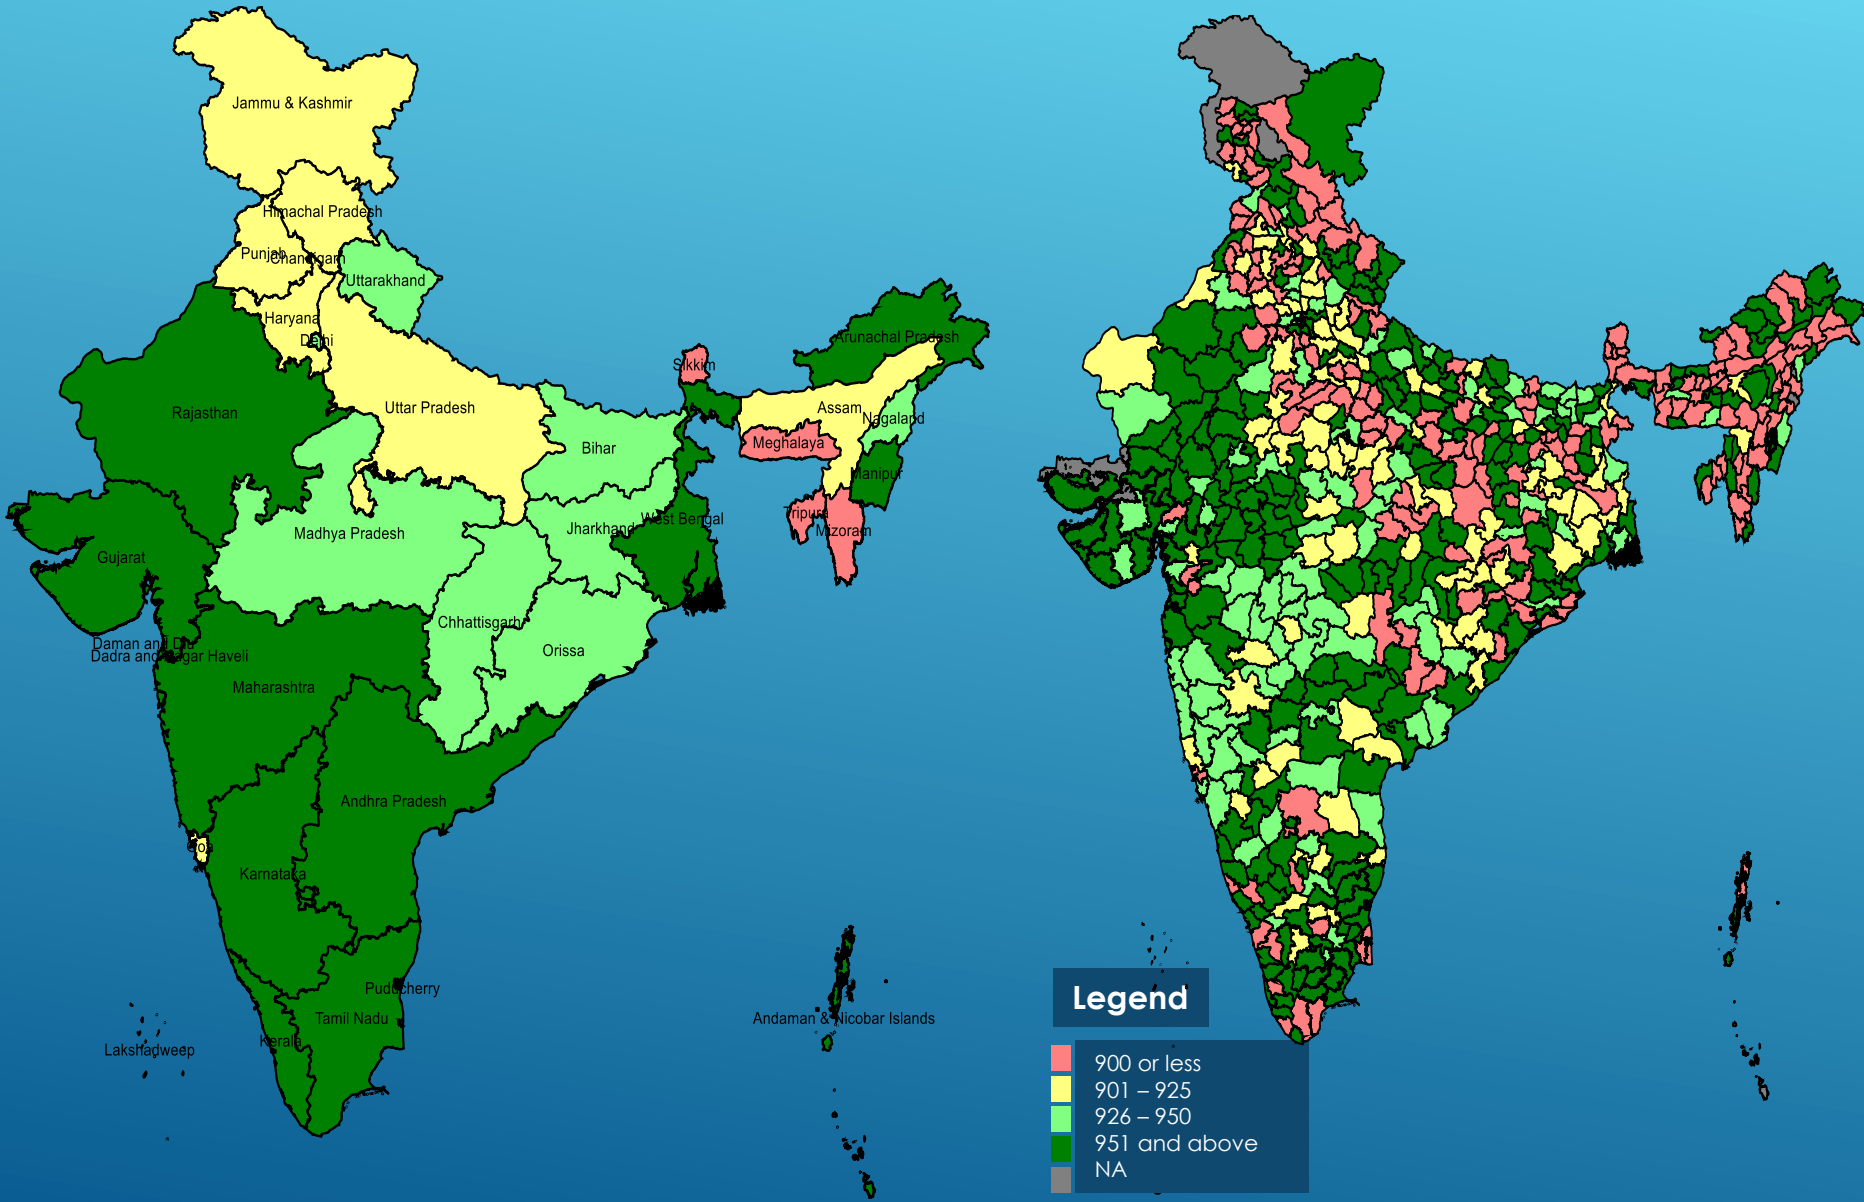 Jammu & Kashmir
Himachal Pradesh
Punjab
Chandigarh
Uttarakhand
Haryana
Delhi
Arunachal Pradesh
Sikkim
Rajasthan
Uttar Pradesh
Assam
Nagaland
Bihar
Meghalaya
Manipur
Madhya Pradesh
Jharkhand
West Bengal
Tripura
Mizoram
Gujarat
Chhattisgarh
Daman and Diu
Dadra and Nagar Haveli
Orissa
Maharashtra
Andhra Pradesh
Goa
Karnataka
Puducherry
Tamil Nadu
Andaman & Nicobar Islands
Kerala
Lakshadweep
Legend
900 or less
901 – 925
926 – 950
951 and above
NA